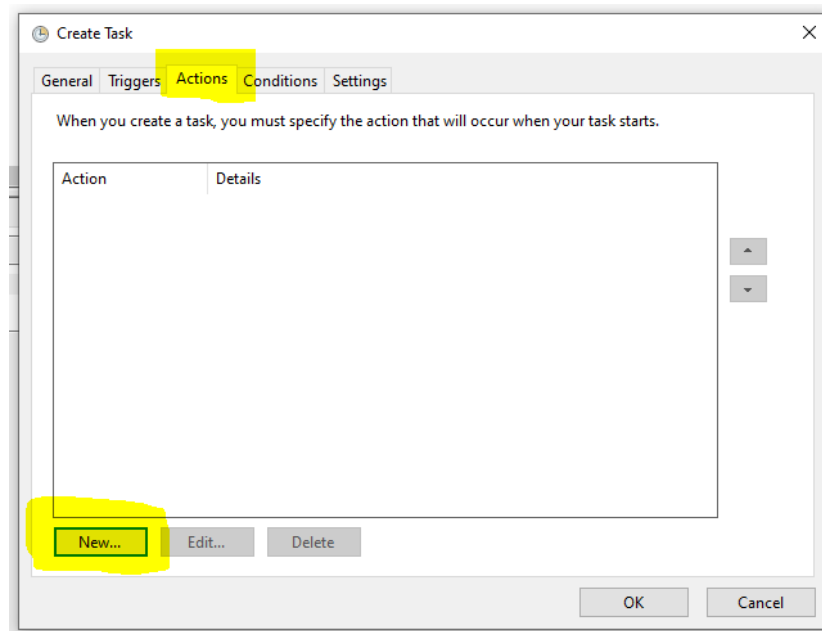 Create Task
General Triggers Actions Conditions Settings
When you create a task, you must specify the action that will occur when your task starts.
Action Details
New... Edit... Delete
OK Cancel